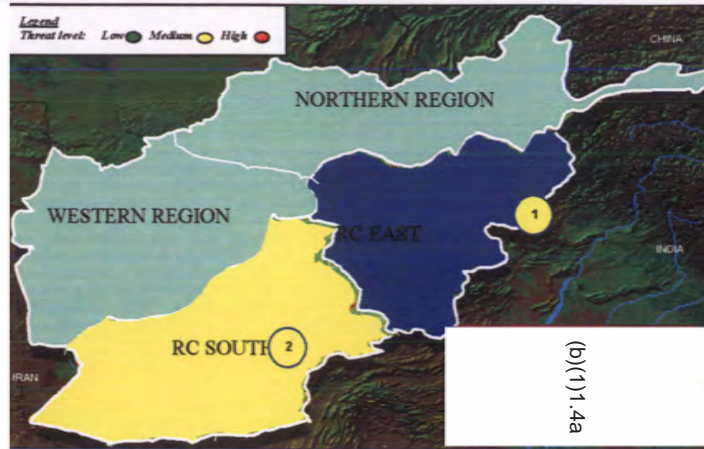 Legend
Threat level: Low Medium High
CHINA
NORTHERN REGION
WESTERN REGION
1
RC EAST
INDIA
RC SOUTH
2
IRAN
(b)(1)1.4a